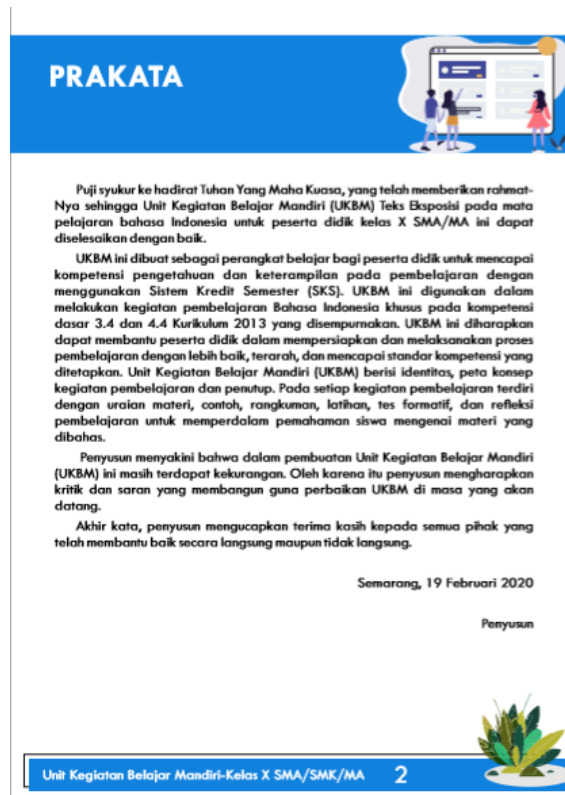 PRAKATA
Puji syukur ke hadirat Tuhan Yang Maha Kuasa, yang telah memberikan rahmat-
Nya sehingga Unit Kegiatan Belajar Mandiri (UKBM) Teks Eksposisi pada mata
pelajaran bahasa Indonesia untuk peserta didik kelas X SMA/MA ini dapat
diselesaikan dengan baik.
UKBM ini dibuat sebagai perangkat belajar bagi peserta didik untuk mencapai
kompetensi pengetahuan dan keterampilan pada pembelajaran dengan
menggunakan Sistem Kredit Semester (SKS). UKBM ini digunakan dalam
melakukan kegiatan pembelajaran Bahasa Indonesia khusus pada kompetensi
dasar 3.4 dan 4.4 Kurikulum 2013 yang disempurnakan. UKBM ini diharapkan
dapat membantu peserta didik dalam mempersiapkan dan melaksanakan proses
pembelajaran dengan lebih baik, terarah, dan mencapai standar kompetensi yang
ditetapkan. Unit Kegiatan Belajar Mandiri (UKBM) berisi identitas, peta konsep
kegiatan pembelajaran dan penutup. Pada setiap kegiatan pembelajaran terdiri
dengan uraian materi, contoh, rangkuman, latihan, tes formatif, dan refleksi
pembelajaran untuk memperdalam pemahaman siswa mengenai materi yang
dibahas.
Penyusun menyakini bahwa dalam pembuatan Unit Kegiatan Belajar Mandiri
(UKBM) ini masih terdapat kekurangan. Oleh karena itu penyusun mengharapkan
kritik dan saran yang membangun guna perbaikan UKBM di masa yang akan
datang.
Akhir kata, penyusun mengucapkan terima kasih kepada semua pihak yang
telah membantu baik secara langsung maupun tidak langsung.
Semarang, 19 Februari 2020
Penyusun
Unit Kegiatan Belajar Mandiri-Kelas X SMA/SMK/MA 2